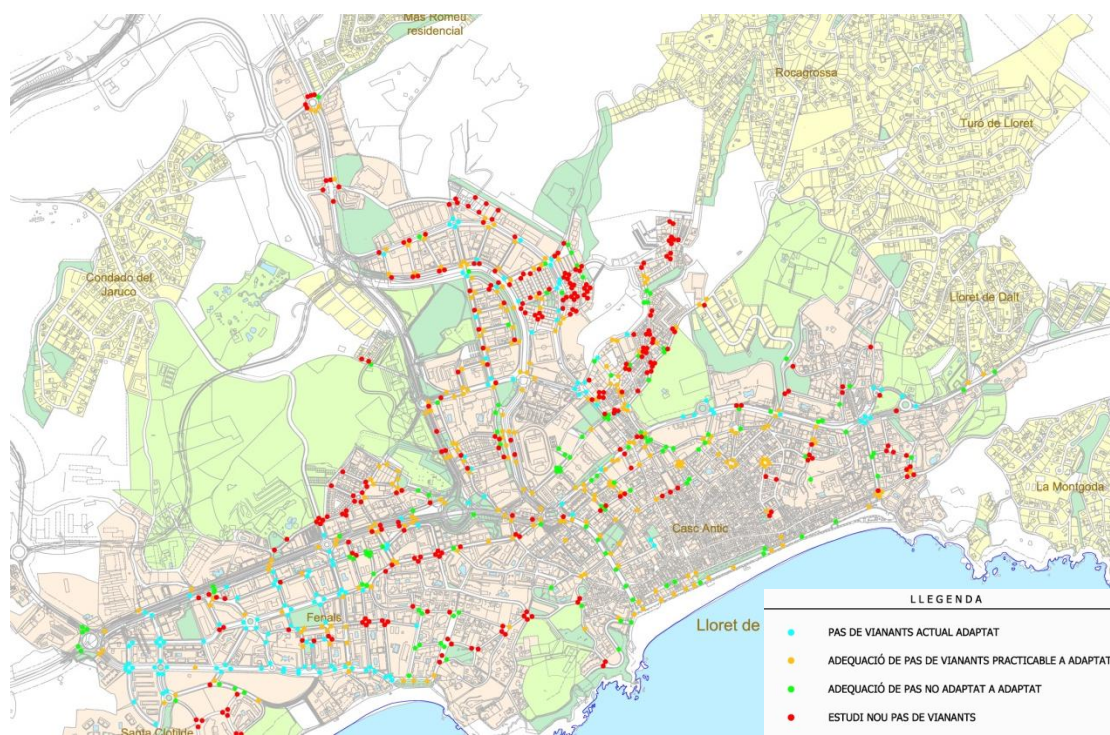 Mas Romeu
residencial
Rocagrossa
Turó de Lloret
Condado del
Jaruco
Lloret de Dalt
La Montgoda
Casc Antic
Fenals
Lloret de
Santa Clotilde
LLEGENDA
PAS DE VIANANTS ACTUAL ADAPTAT
ADEQUACIÓ DE PAS DE VIANANTS PRACTICABLE A ADAPTAT
ADEQUACIÓ DE PAS NO ADAPTAT A ADAPTAT
ESTUDI NOU PAS DE VIANANTS